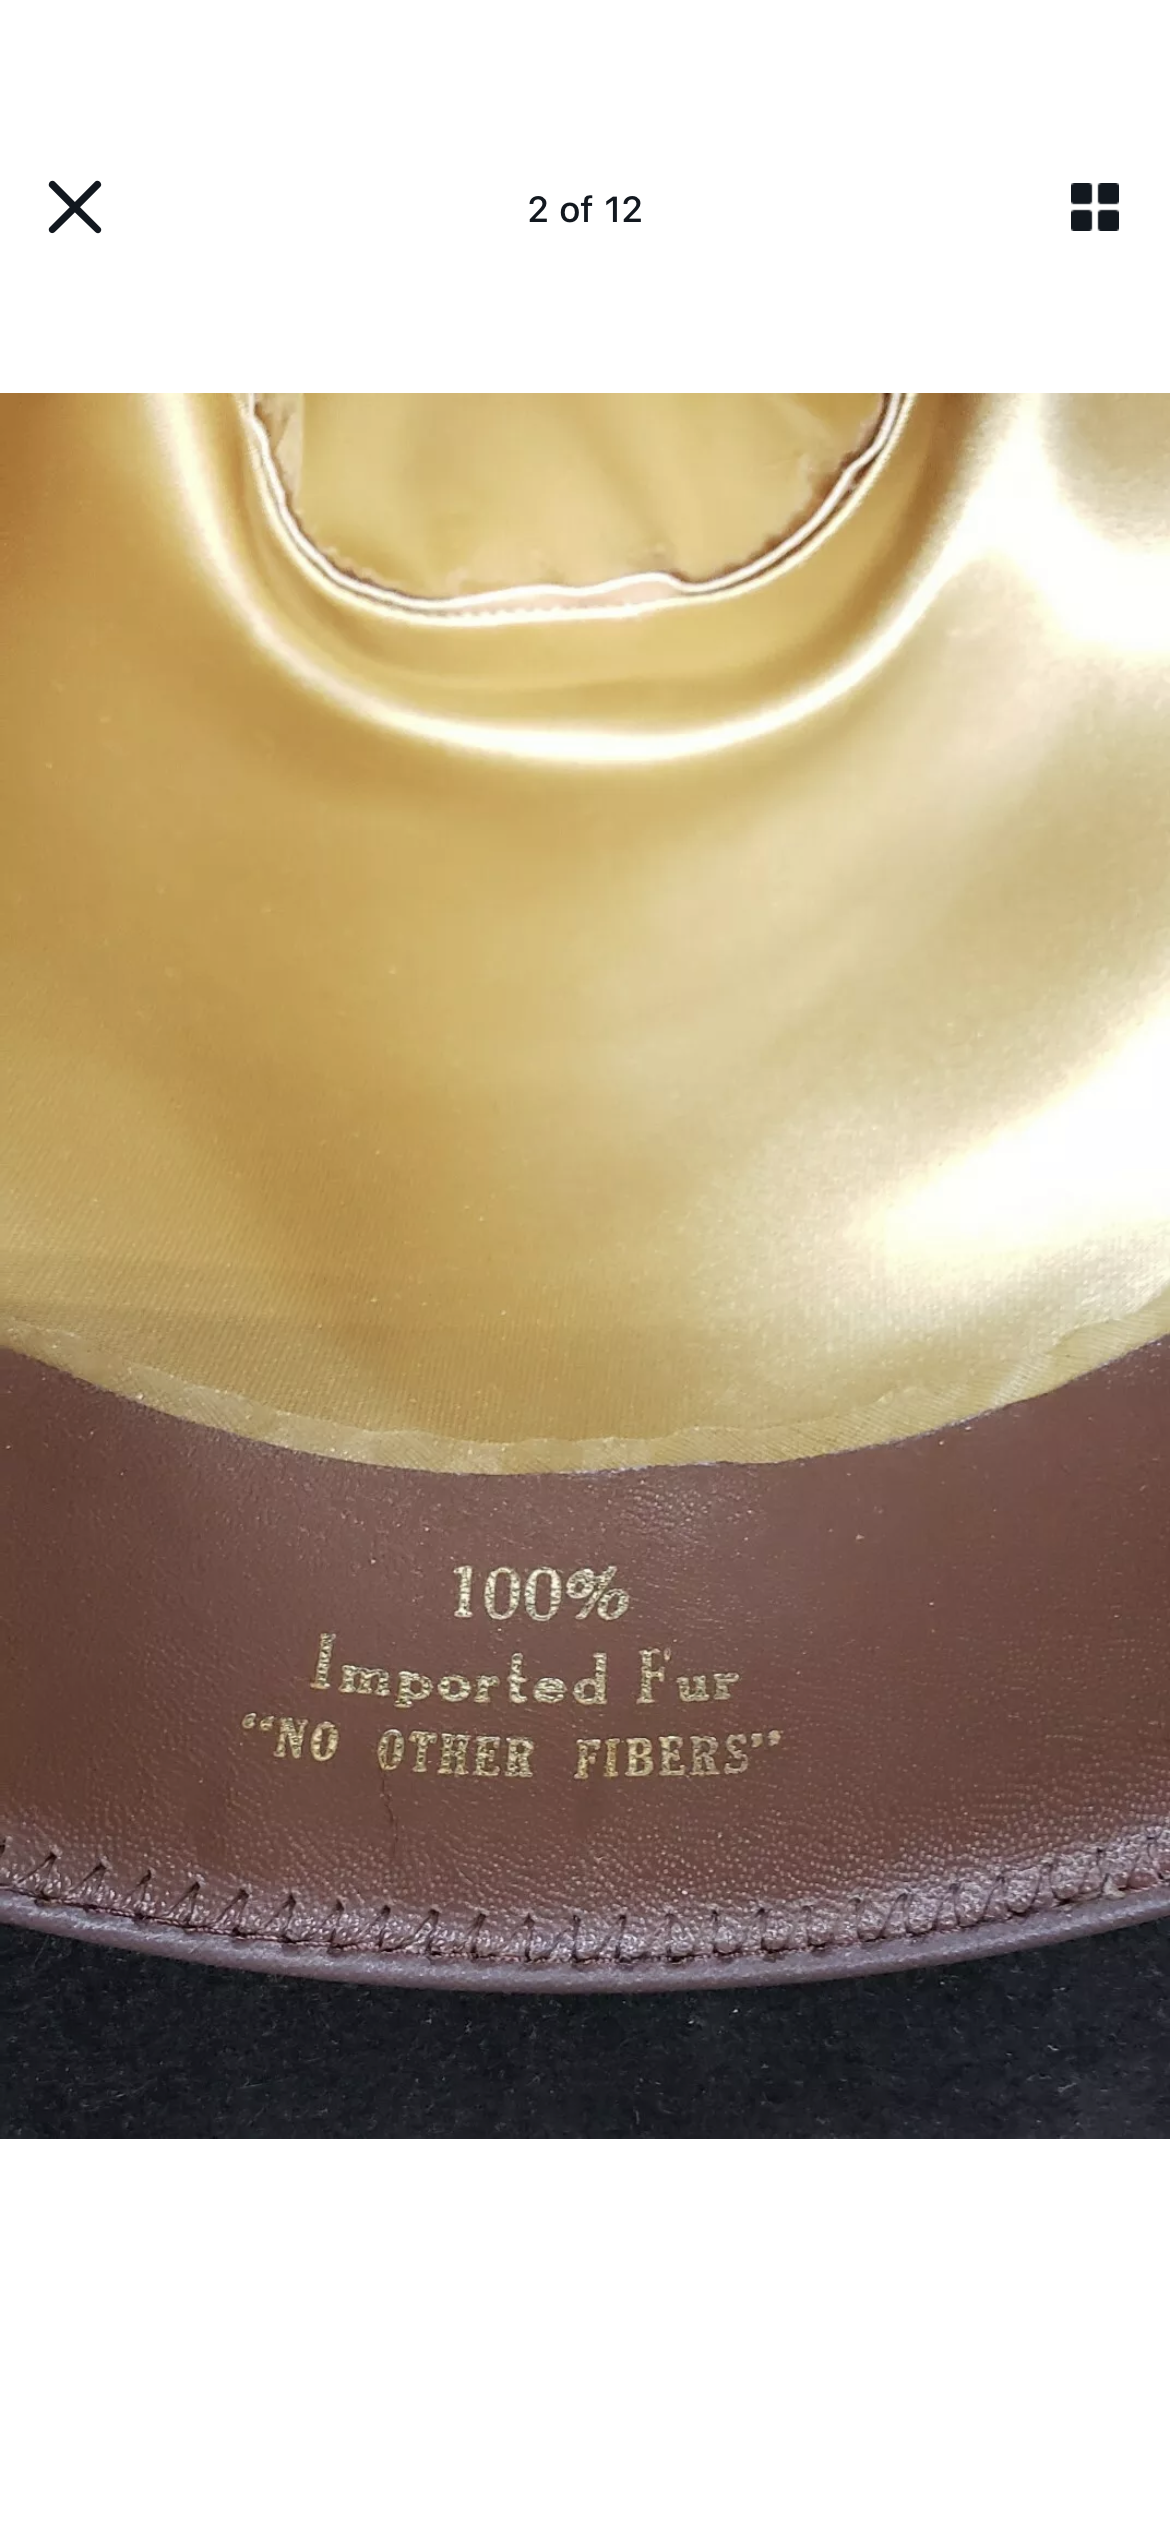 2 of 12
100%
Imported Fur
“NO OTHER FIBERS”